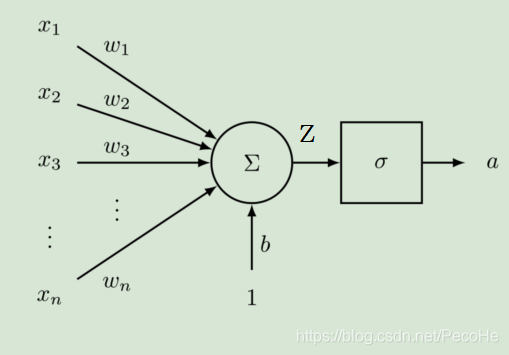 x₁
w₁
x₂
w₂
Z
x₃
w₃
Σ
σ
a
⋮
⋮
b
xₙ
wₙ
1
https://blog.csdn.net/PecoHe